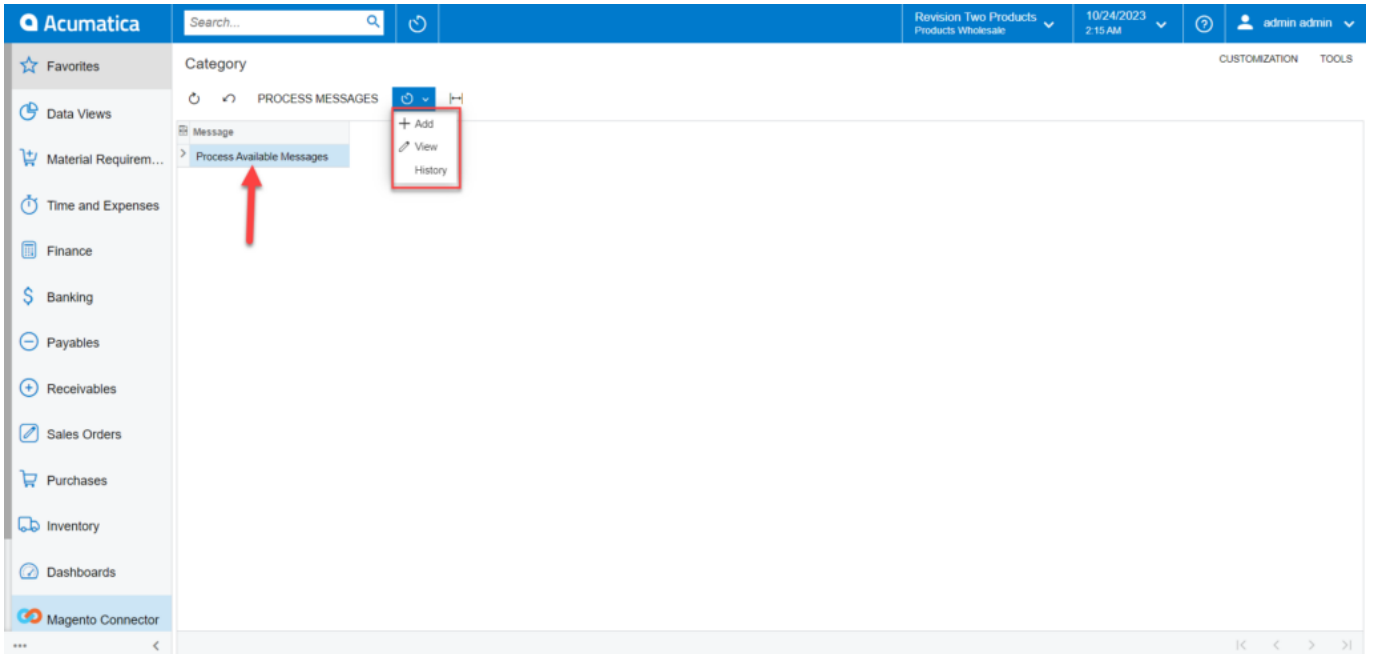 Acumatica
Search...
Revision Two Products
Products Wholesale
10/24/2023
2:15 AM
admin admin
Favorites
Data Views
Material Requirem...
Time and Expenses
Finance
Banking
Payables
Receivables
Sales Orders
Purchases
Inventory
Dashboards
Magento Connector
Category
CUSTOMIZATION TOOLS
PROCESS MESSAGES
Add
View
History
Message
Process Available Messages